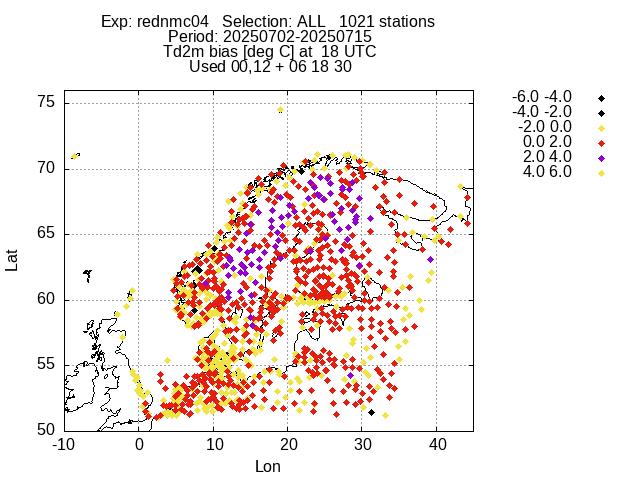 Exp: rednmc04   Selection: ALL   1021 stations
Period: 20250702-20250715
Td2m bias [deg C] at  18 UTC
Used 00,12 + 06 18 30
-6.0 -4.0
-4.0 -2.0
-2.0 0.0
0.0 2.0
2.0 4.0
4.0 6.0
75
70
65
60
55
50
Lat
-10 0 10 20 30 40
Lon